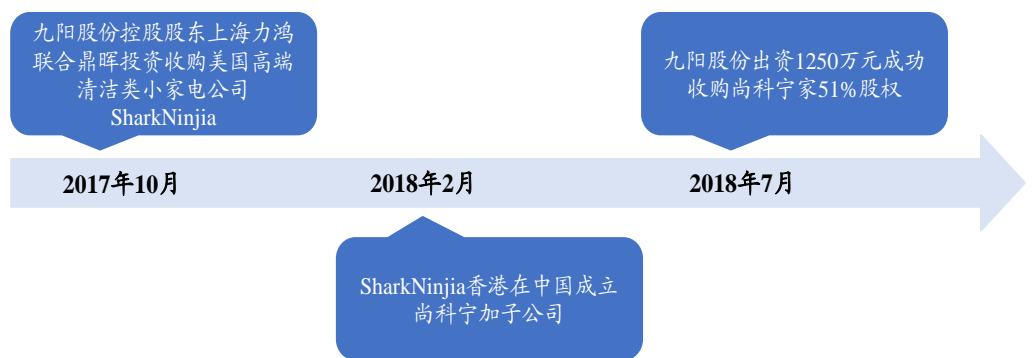 九阳股份控股股东上海力鸿
联合鼎晖投资收购美国高端
清洁类小家电公司
SharkNinjia
九阳股份出资1250万元成功
收购尚科宁家51%股权
2017年10月
2018年2月
2018年7月
SharkNinjia香港在中国成立
尚科宁加子公司